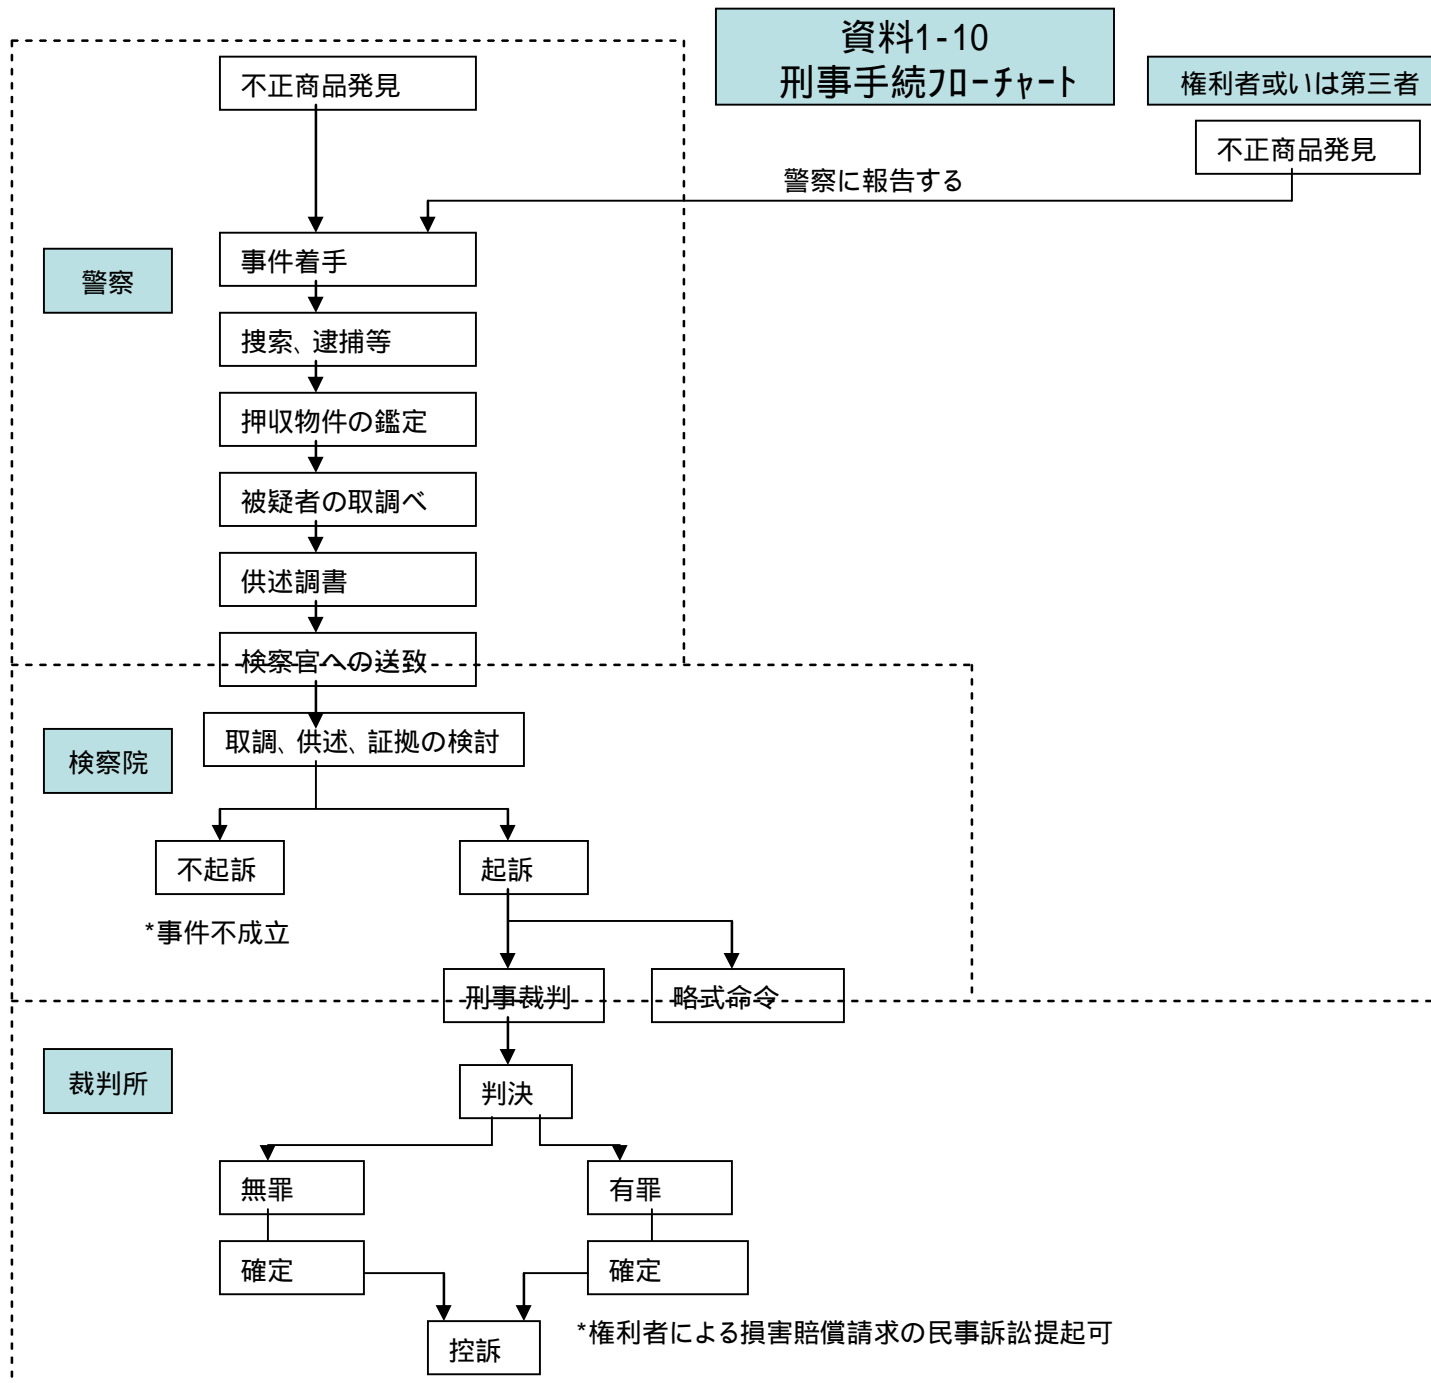 資料1-10
刑事手続フローチャート
権利者或いは第三者
不正商品発見
不正商品発見
警察に報告する
警察
事件着手
捜索、逮捕等
押収物件の鑑定
被疑者の取調べ
供述調書
検察官への送致
検察院
取調、供述、証拠の検討
不起訴
起訴
*事件不成立
刑事裁判
略式命令
裁判所
判決
無罪
有罪
確定
確定
*権利者による損害賠償請求の民事訴訟提起可
控訴